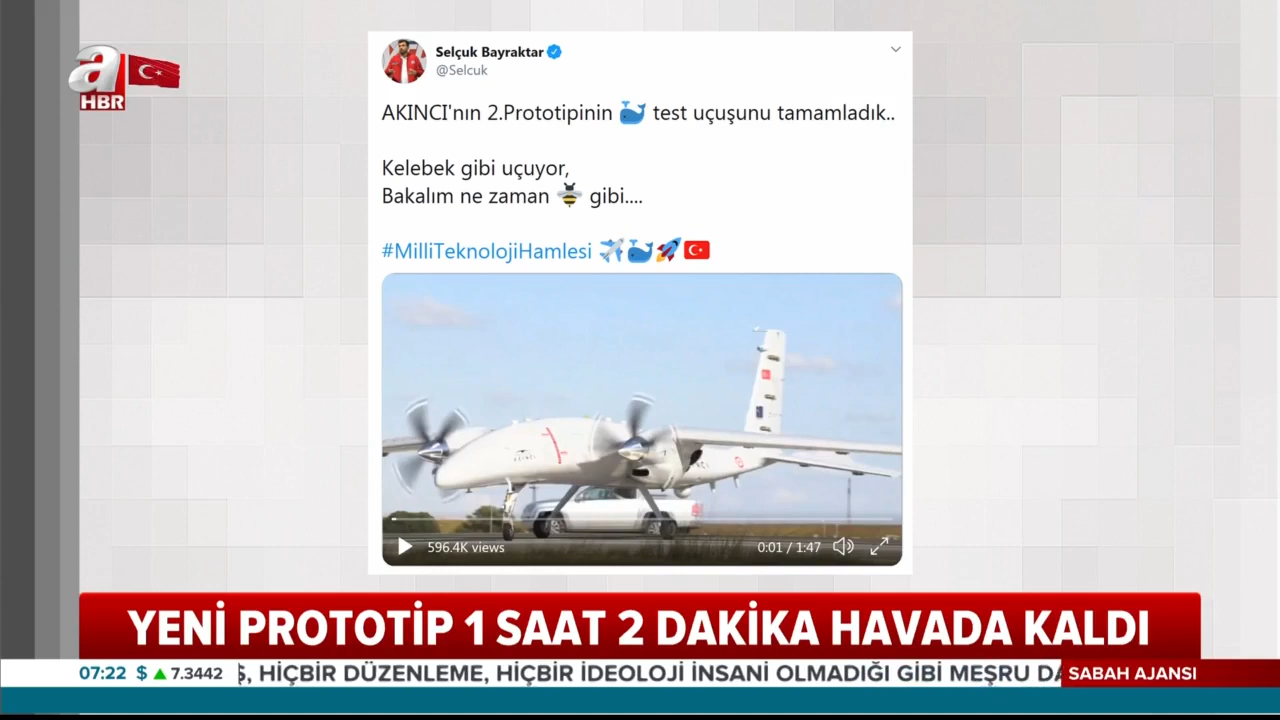 a
HBR
Selçuk Bayraktar
@Selcuk
AKINCI'nın 2.Prototipinin 🐳 test uçuşunu tamamladık..
Kelebek gibi uçuyor,
Bakalım ne zaman 🐝 gibi....
#MilliTeknolojiHamlesi ✈️🐳🚀🇹🇷
596.4K views
0:01 / 1:47
YENİ PROTOTİP 1 SAAT 2 DAKİKA HAVADA KALDI
07:22 $ ▲ 7.3442 HİÇBİR DÜZENLEME, HİÇBİR İDEOLOJİ İNSANİ OLMADIĞI GİBİ MEŞRU SABAH AJANSI